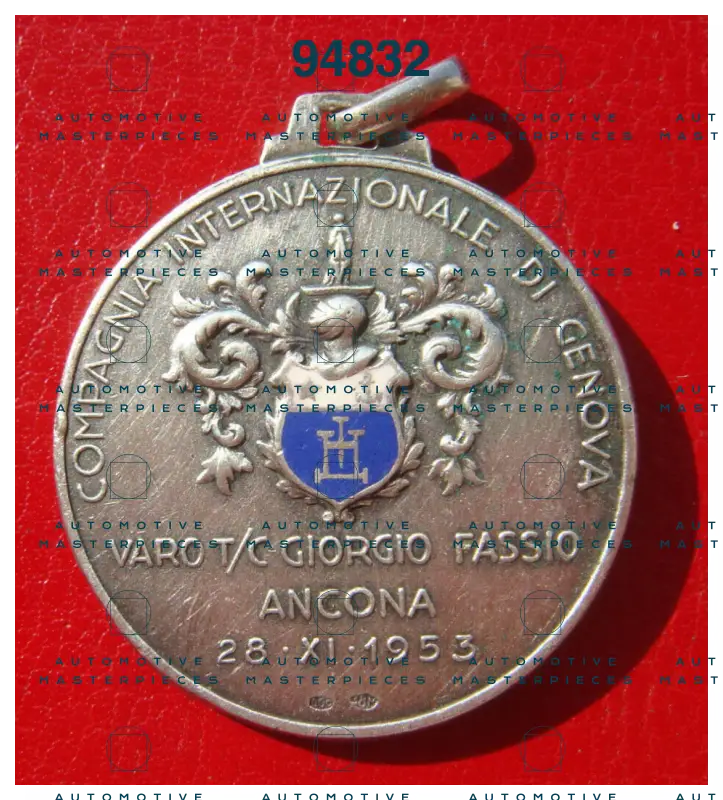 94832
COMPAGNIA INTERNAZIONALE DI GENOVA
VARO T/C GIORGIO FASSIO
ANCONA
28·XI·1953
AUTOMOTIVE MASTERPIECES